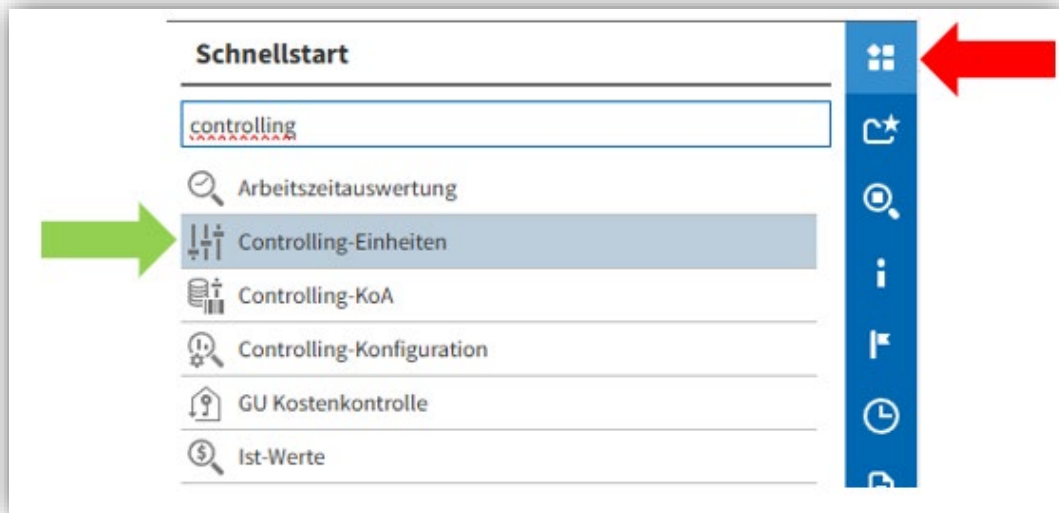 Schnellstart
controlling
Arbeitszeitauswertung
Controlling-Einheiten
Controlling-KoA
Controlling-Konfiguration
GU Kostenkontrolle
Ist-Werte